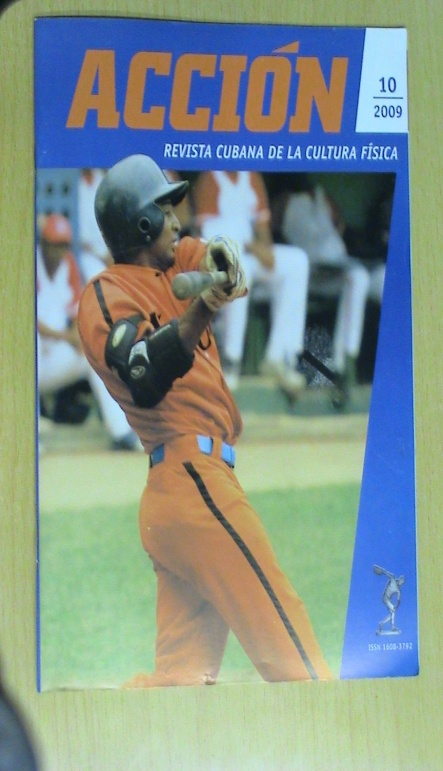 ACCIÓN
10
2009
REVISTA CUBANA DE LA CULTURA FÍSICA
ISSN 1608-3792